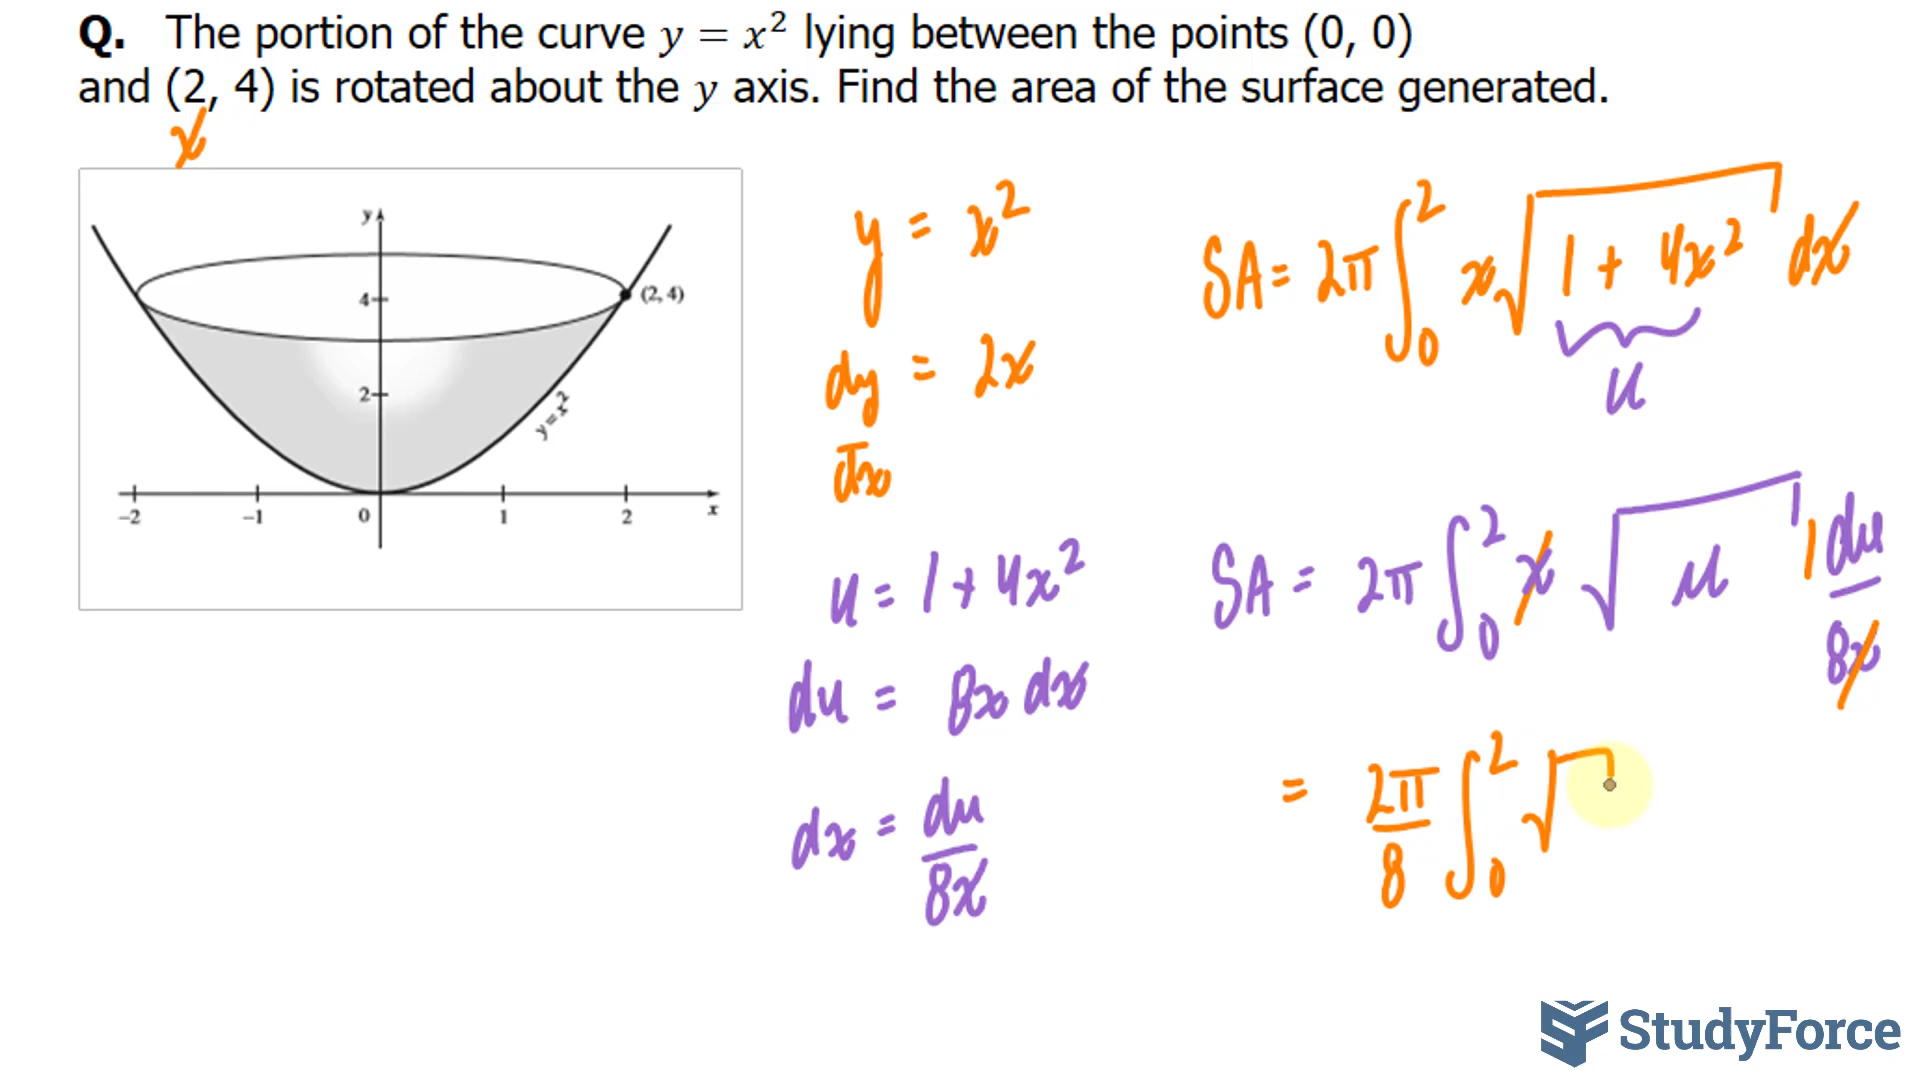 Q. The portion of the curve y = x² lying between the points (0, 0)
and (2, 4) is rotated about the y axis. Find the area of the surface generated.
x
y
4
(2, 4)
2
y = x²
-2 -1 0 1 2 x
y = x²
dy/dx = 2x
u = 1 + 4x²
du = 8x dx
dx = du/8x
SA = 2π ∫₀² x √(1 + 4x²) dx
u
SA = 2π ∫₀² x √u 1 du/8x
= 2π/8 ∫₀² √
StudyForce